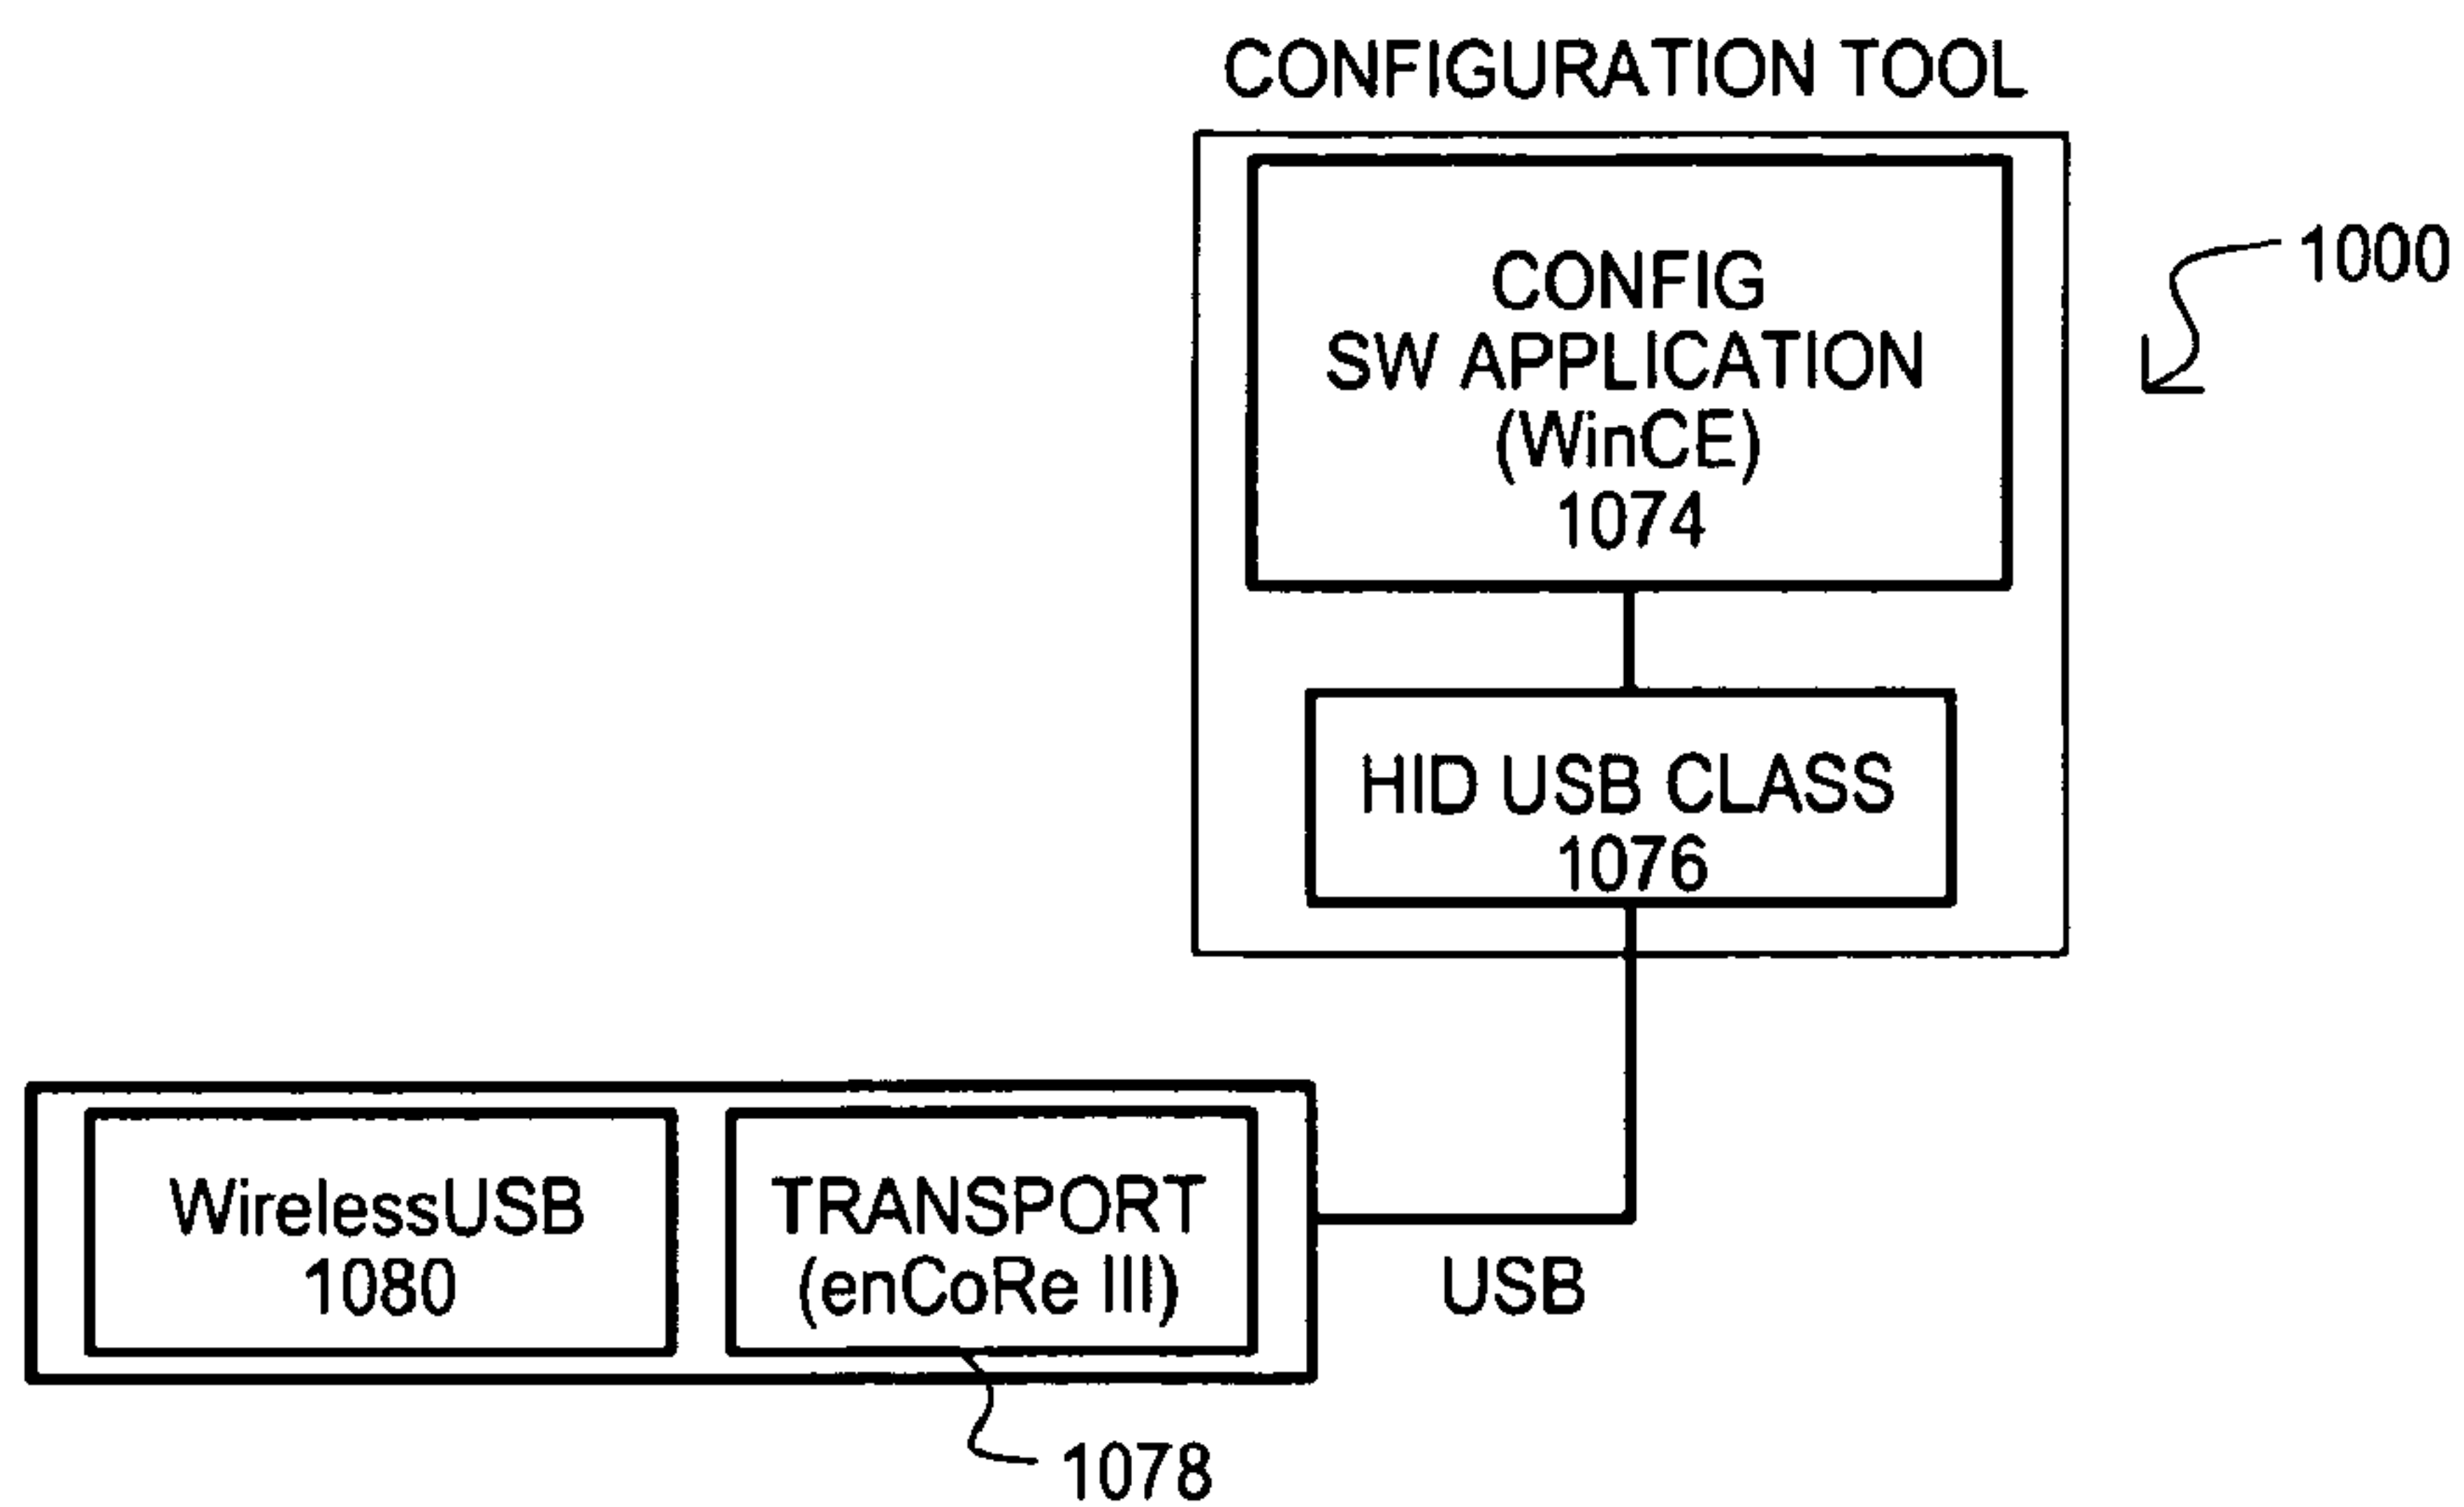 CONFIGURATION TOOL
CONFIG
SW APPLICATION
(WinCE)
1074
1000
HID USB CLASS
1076
WirelessUSB
1080
TRANSPORT
(enCoRe III)
USB
1078